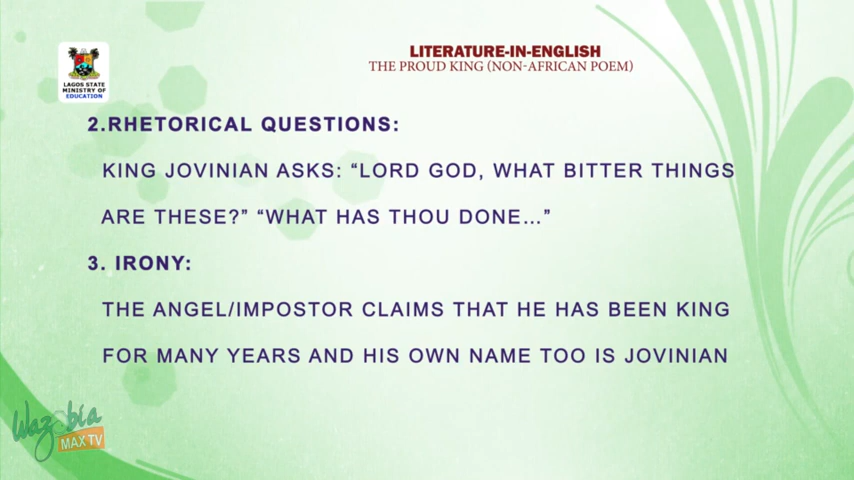 LITERATURE-IN-ENGLISH
THE PROUD KING (NON-AFRICAN POEM)
LAGOS STATE
MINISTRY OF
EDUCATION
2.RHETORICAL QUESTIONS:
KING JOVINIAN ASKS: “LORD GOD, WHAT BITTER THINGS
ARE THESE?” “WHAT HAS THOU DONE...”
3. IRONY:
THE ANGEL/IMPOSTOR CLAIMS THAT HE HAS BEEN KING
FOR MANY YEARS AND HIS OWN NAME TOO IS JOVINIAN
Wazobia
MAX TV